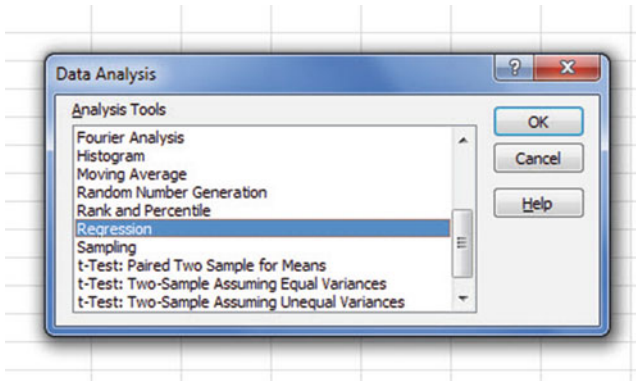 Data Analysis
?
X
Analysis Tools
Fourier Analysis
Histogram
Moving Average
Random Number Generation
Rank and Percentile
Regression
Sampling
t-Test: Paired Two Sample for Means
t-Test: Two-Sample Assuming Equal Variances
t-Test: Two-Sample Assuming Unequal Variances
OK
Cancel
Help